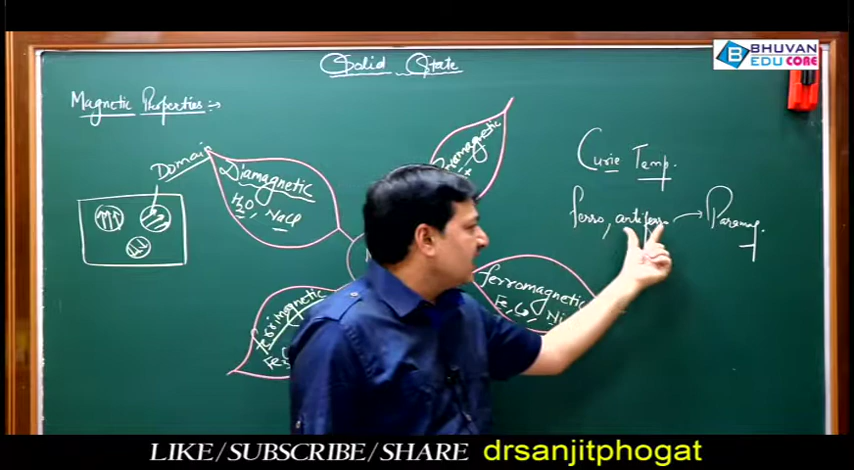 Solid State
BHUVAN
EDU CORE
Magnetic Properties :→
Domain
Diamagnetic
H₂O, NaCl
Curie Temp.
Ferro, antiferro → Paramag.
Ferromagnetic
Fe, Co, Ni
Ferrimagnetic
LIKE/SUBSCRIBE/SHARE drsanjitphogat